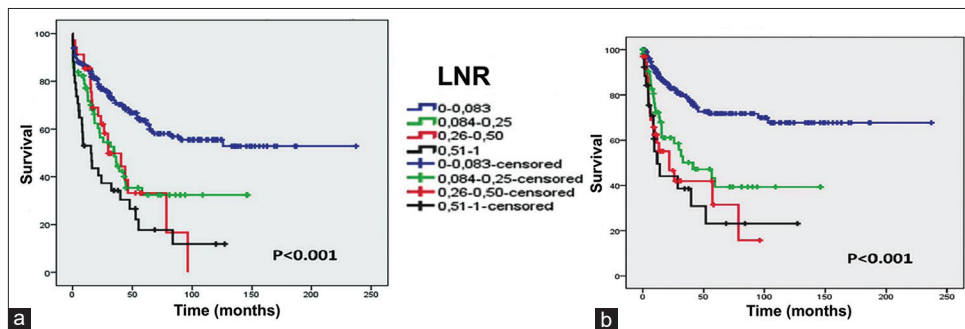 100
80
60
40
20
0
Survival
0 50 100 150 200 250
Time (months)
P<0.001
a
LNR
0-0,083
0,084-0,25
0,26-0,50
0,51-1
0-0,083-censored
0,084-0,25-censored
0,26-0,50-censored
0,51-1-censored
100
80
60
40
20
0
Survival
0 50 100 150 200 250
Time (months)
P<0.001
b